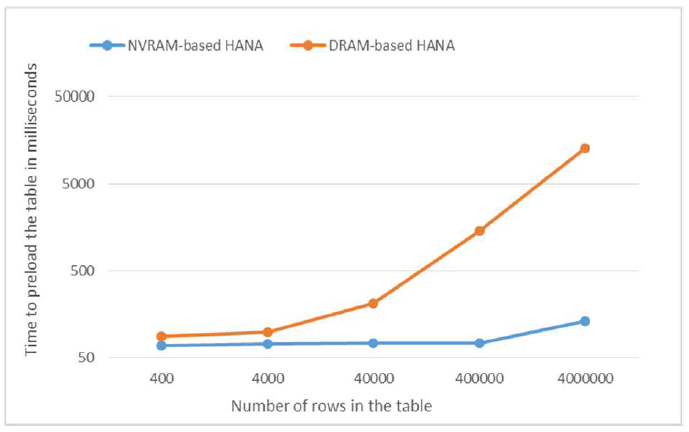 NVRAM-based HANA DRAM-based HANA
Time to preload the table in milliseconds
50000
5000
500
50
400 4000 40000 400000 4000000
Number of rows in the table